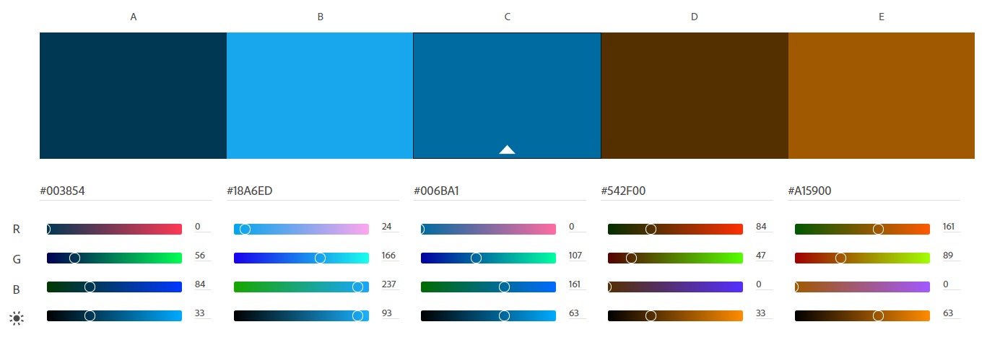 A B C D E
#003854 #18A6ED #006BA1 #542F00 #A15900
R 0 24 0 84 161
G 56 166 107 47 89
B 84 237 161 0 0
33 93 63 33 63